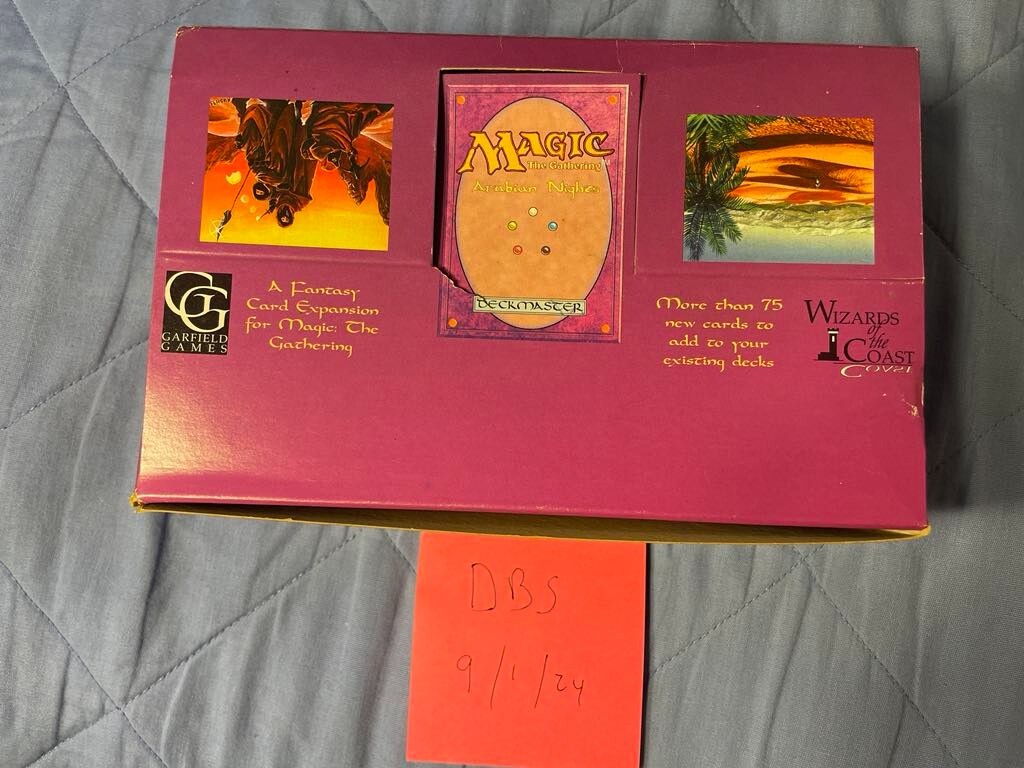 MAGIC
The Gathering
Arabian Nights
DECKMASTER
GG
GARFIELD
GAMES
A Fantasy
Card Expansion
for Magic: The
Gathering
More than 75
new cards to
add to your
existing decks
WIZARDS
of the
COAST
COAST
DBS
9/1/24